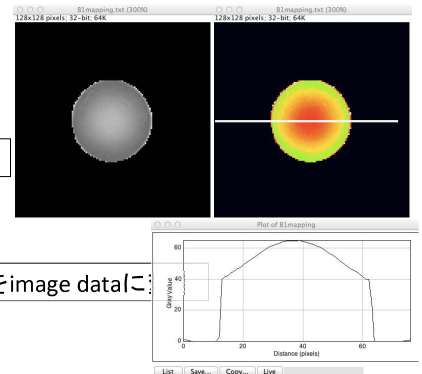 B1mapping.txt (300%)
128x128 pixels; 32-bit; 64K
B1mapping.txt (300%)
128x128 pixels; 32-bit; 64K
Plot of B1mapping
60
40
20
0
Gray Value
0
20
40
60
Distance (pixels)
image dataに
List
Save...
Copy...
Live